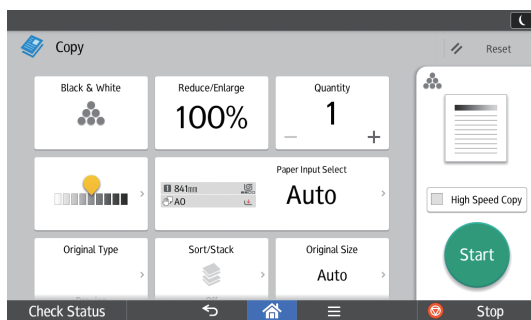 Copy
Reset
Black & White
Reduce/Enlarge
100%
Quantity
1
Paper Input Select
1 841mm
A0
Auto
High Speed Copy
Original Type
Sort/Stack
Original Size
Auto
Start
Check Status
Stop